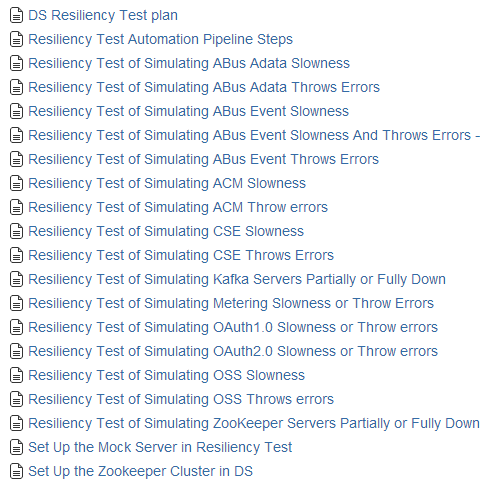 DS Resiliency Test plan
Resiliency Test Automation Pipeline Steps
Resiliency Test of Simulating ABus Adata Slowness
Resiliency Test of Simulating ABus Adata Throws Errors
Resiliency Test of Simulating ABus Event Slowness
Resiliency Test of Simulating ABus Event Slowness And Throws Errors -
Resiliency Test of Simulating ABus Event Throws Errors
Resiliency Test of Simulating ACM Slowness
Resiliency Test of Simulating ACM Throw errors
Resiliency Test of Simulating CSE Slowness
Resiliency Test of Simulating CSE Throws Errors
Resiliency Test of Simulating Kafka Servers Partially or Fully Down
Resiliency Test of Simulating Metering Slowness or Throw Errors
Resiliency Test of Simulating OAuth1.0 Slowness or Throw errors
Resiliency Test of Simulating OAuth2.0 Slowness or Throw errors
Resiliency Test of Simulating OSS Slowness
Resiliency Test of Simulating OSS Throws errors
Resiliency Test of Simulating ZooKeeper Servers Partially or Fully Down
Set Up the Mock Server in Resiliency Test
Set Up the Zookeeper Cluster in DS